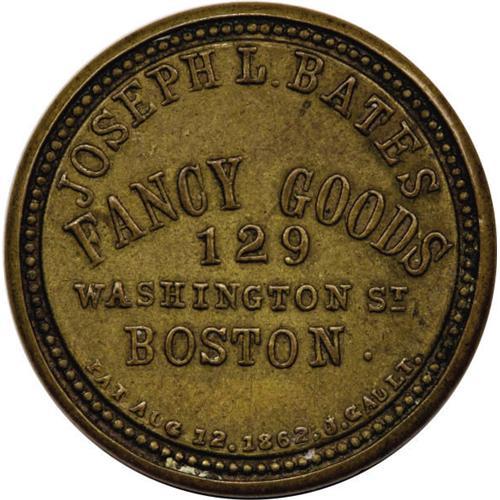 JOSEPH L. BATES
FANCY GOODS
129
WASHINGTON ST
BOSTON.
PAT AUG 12. 1862. J. GAULT.